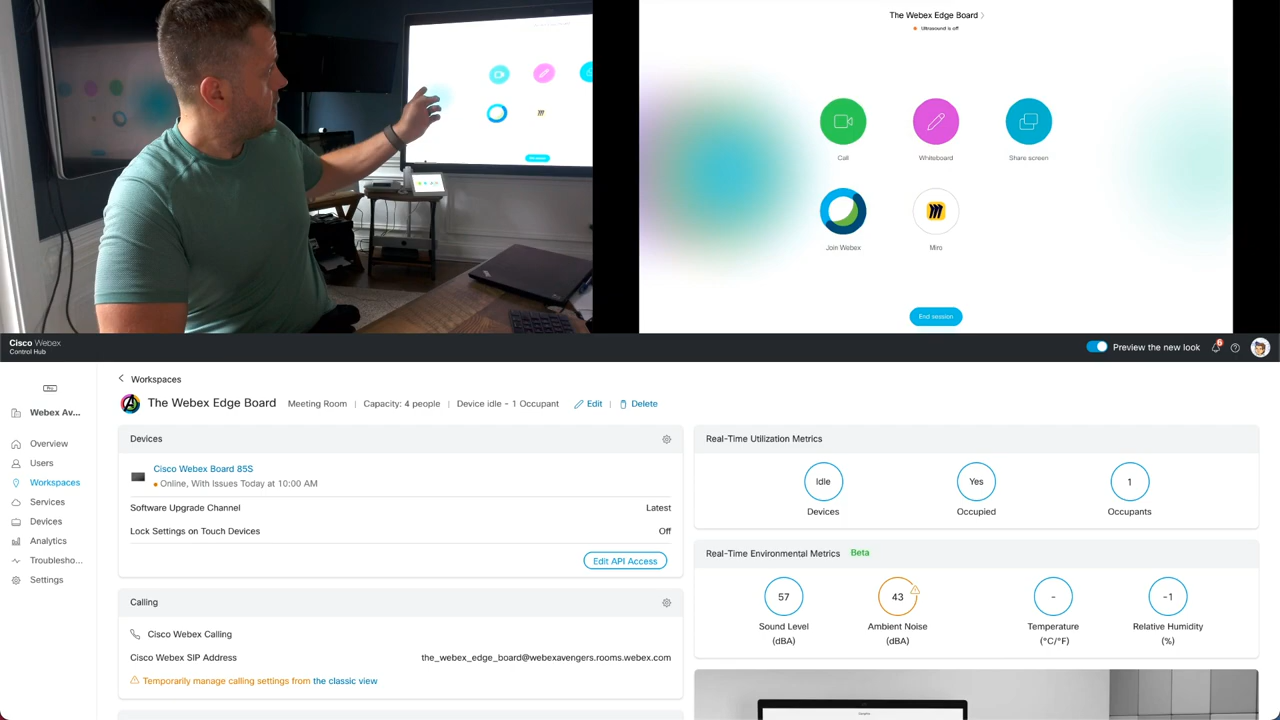 The Webex Edge Board
Ultrasound is off
Call
Whiteboard
Share screen
Join Webex
Miro
End session
Cisco Webex
Control Hub
Preview the new look
6
Pro
Webex Av...
Overview
Users
Workspaces
Services
Devices
Analytics
Troublesho...
Settings
Workspaces
The Webex Edge Board Meeting Room | Capacity: 4 people | Device idle - 1 Occupant Edit | Delete
Devices
Cisco Webex Board 85S
Online, With Issues Today at 10:00 AM
Software Upgrade Channel Latest
Lock Settings on Touch Devices Off
Edit API Access
Calling
Cisco Webex Calling
Cisco Webex SIP Address the_webex_edge_board@webexavengers.rooms.webex.com
Temporarily manage calling settings from the classic view
Real-Time Utilization Metrics
Idle Yes 1
Devices Occupied Occupants
Real-Time Environmental Metrics Beta
57 43 - -1
Sound Level Ambient Noise Temperature Relative Humidity
(dBA) (dBA) (°C/°F) (%)